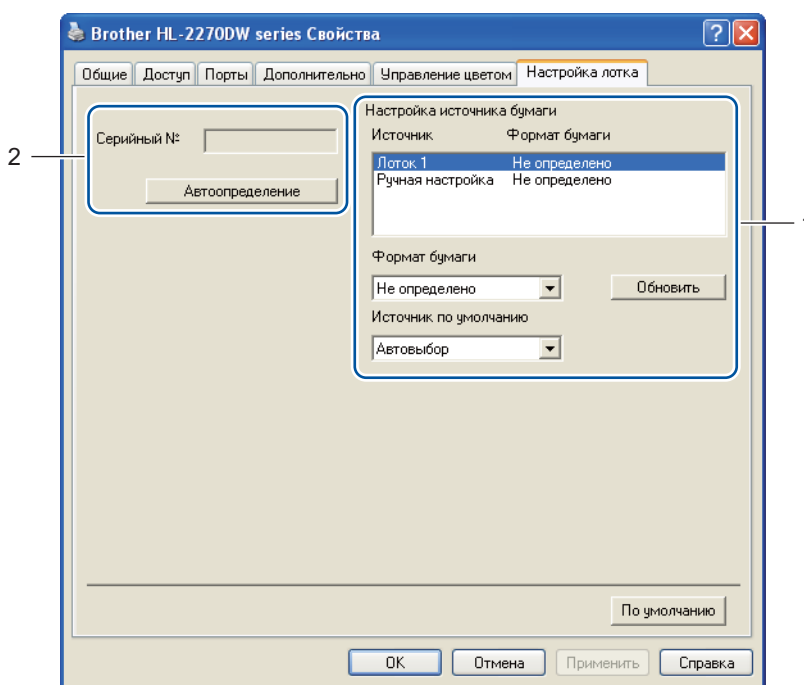 Brother HL-2270DW series Свойства
Общие Доступ Порты Дополнительно Управление цветом Настройка лотка
2
Серийный №
Автоопределение
Настройка источника бумаги
Источник Формат бумаги
Лоток 1 Не определено
Ручная настройка Не определено
Формат бумаги
Не определено
Обновить
Источник по умолчанию
Автовыбор
По умолчанию
OK Отмена Применить Справка